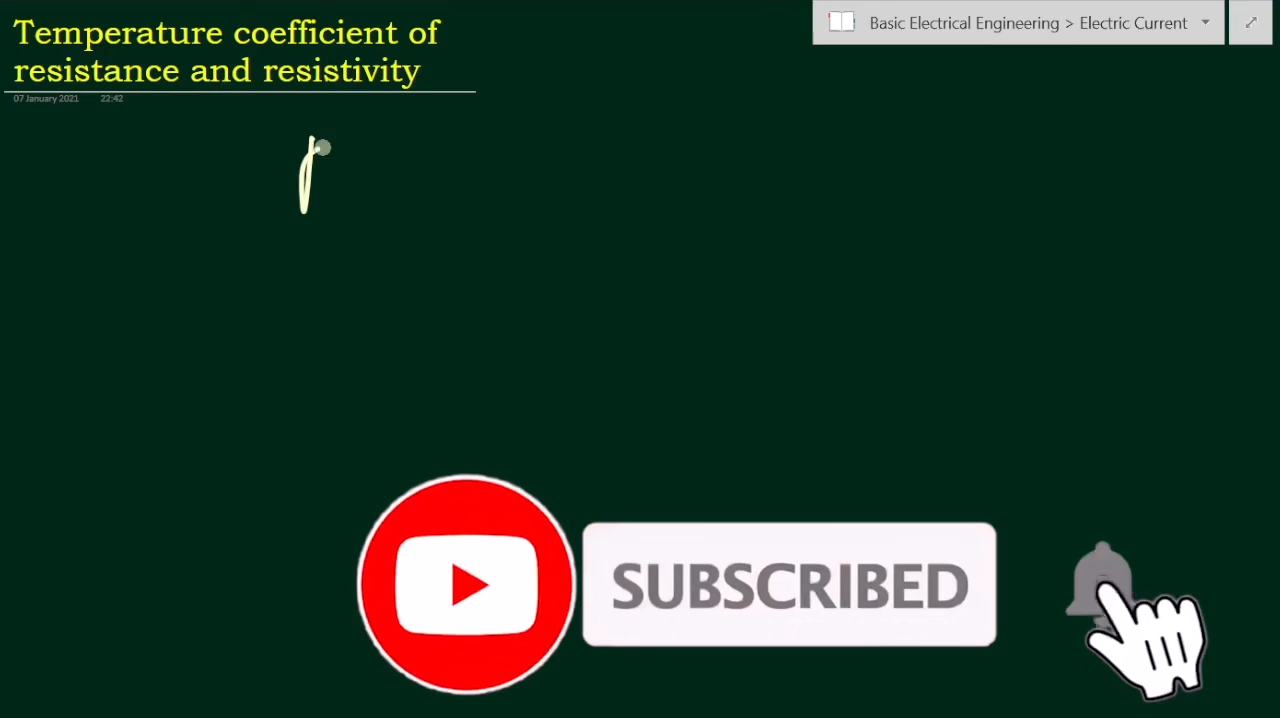 Temperature coefficient of
resistance and resistivity
07 January 2021 22:42
Basic Electrical Engineering > Electric Current
SUBSCRIBED